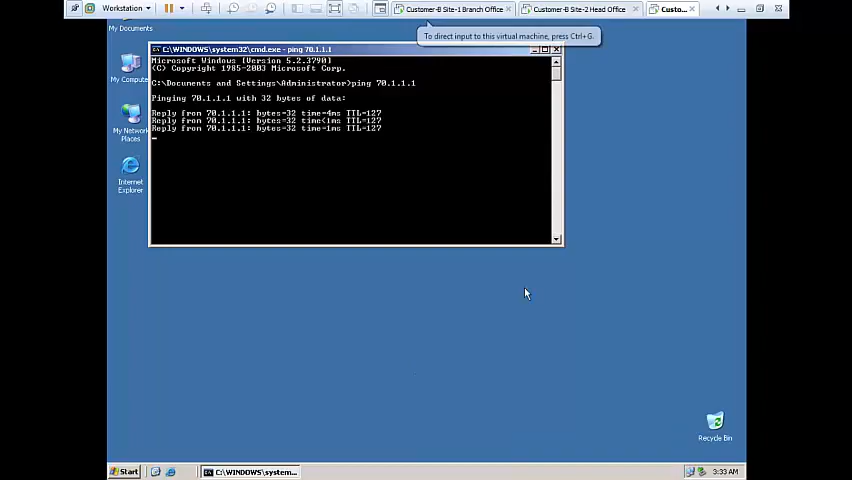 Workstation
Customer-B Site-1 Branch Office
Customer-B Site-2 Head Office
Custo...
To direct input to this virtual machine, press Ctrl+G.
My Documents
C:\WINDOWS\system32\cmd.exe - ping 70.1.1.1
Microsoft Windows [Version 5.2.3790]
(C) Copyright 1985-2003 Microsoft Corp.
C:\Documents and Settings\Administrator>ping 70.1.1.1
Pinging 70.1.1.1 with 32 bytes of data:
Reply from 70.1.1.1: bytes=32 time=4ms TTL=127
Reply from 70.1.1.1: bytes=32 time<1ms TTL=127
Reply from 70.1.1.1: bytes=32 time=1ms TTL=127
My Compute
My Network
Places
Internet
Explorer
Recycle Bin
Start
C:\WINDOWS\system...
3:33 AM